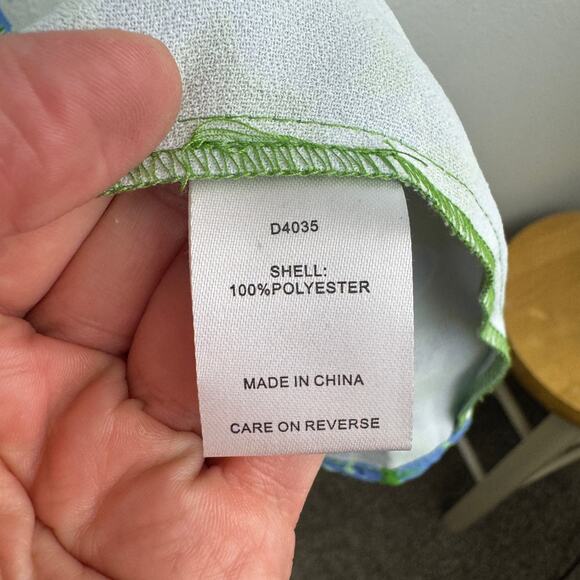 D4035
SHELL:
100%POLYESTER
MADE IN CHINA
CARE ON REVERSE